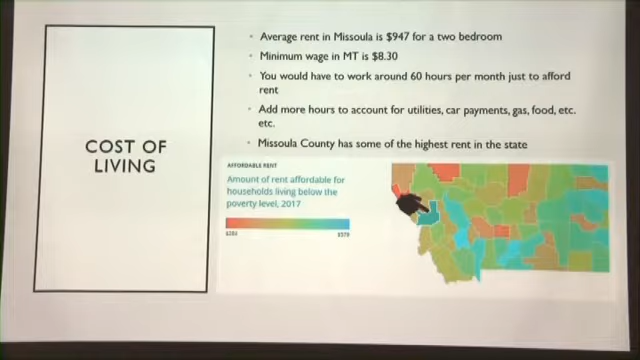 COST OF
LIVING
• Average rent in Missoula is $947 for a two bedroom
• Minimum wage in MT is $8.30
• You would have to work around 60 hours per month just to afford
rent
• Add more hours to account for utilities, car payments, gas, food, etc.
etc.
• Missoula County has some of the highest rent in the state
AFFORDABLE RENT
Amount of rent affordable for
households living below the
poverty level, 2017